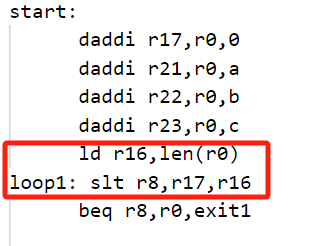 start:
daddi r17,r0,0
daddi r21,r0,a
daddi r22,r0,b
daddi r23,r0,c
ld r16,len(r0)
loop1: slt r8,r17,r16
beq r8,r0,exit1